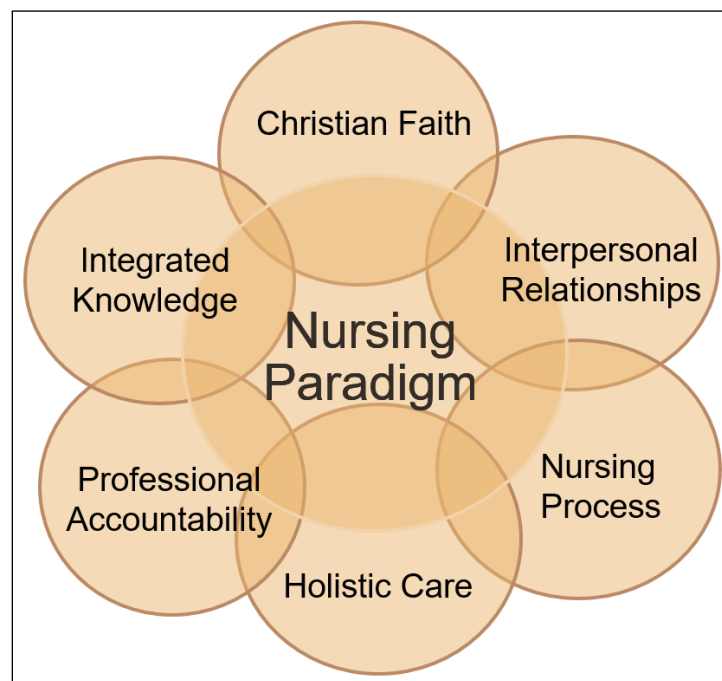 Christian Faith
Interpersonal
Relationships
Integrated
Knowledge
Nursing
Paradigm
Nursing
Process
Professional
Accountability
Holistic Care